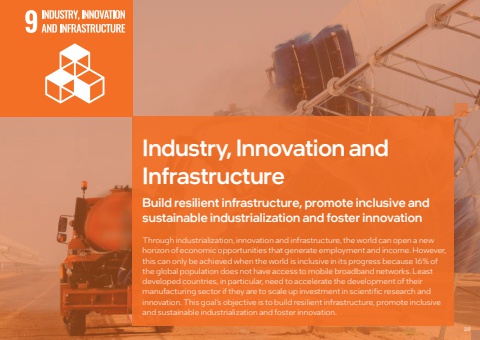 9 INDUSTRY, INNOVATION
AND INFRASTRUCTURE
Industry, Innovation and
Infrastructure
Build resilient infrastructure, promote inclusive and
sustainable industrialization and foster innovation
Through industrialization, innovation and infrastructure, the world can open a new
horizon of economic opportunities that generate employment and income. However,
this can only be achieved when the world is inclusive in its progress because 16% of
the global population does not have access to mobile broadband networks. Least
developed countries, in particular, need to accelerate the development of their
manufacturing sector if they are to scale up investment in scientific research and
innovation. This goal's objective is to build resilient infrastructure, promote inclusive
and sustainable industrialization and foster innovation.